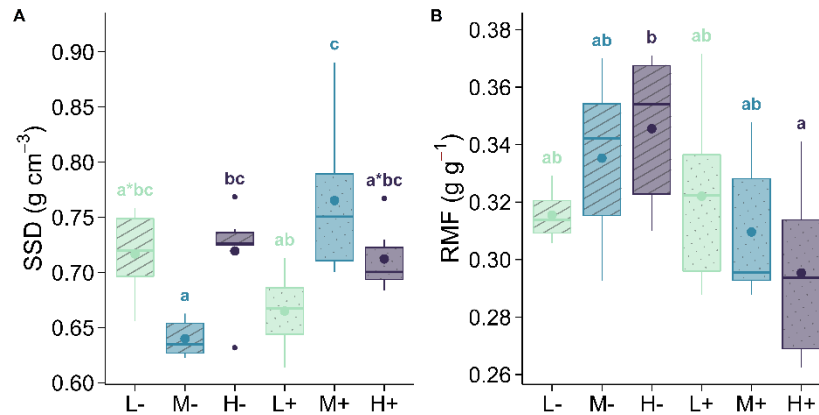 A
SSD (g cm⁻³)
0.90
0.85
0.80
0.75
0.70
0.65
0.60
a*bc
a
bc
ab
c
a*bc
L- M- H- L+ M+ H+
B
RMF (g g⁻¹)
0.38
0.36
0.34
0.32
0.30
0.28
0.26
ab
ab
b
ab
ab
a
L- M- H- L+ M+ H+